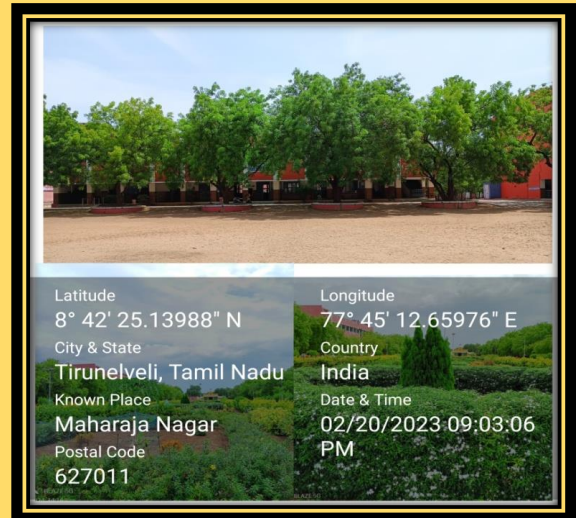 Latitude
8° 42' 25.13988" N
City & State
Tirunelveli, Tamil Nadu
Known Place
Maharaja Nagar
Postal Code
627011
Longitude
77° 45' 12.65976" E
Country
India
Date & Time
02/20/2023 09:03:06
PM